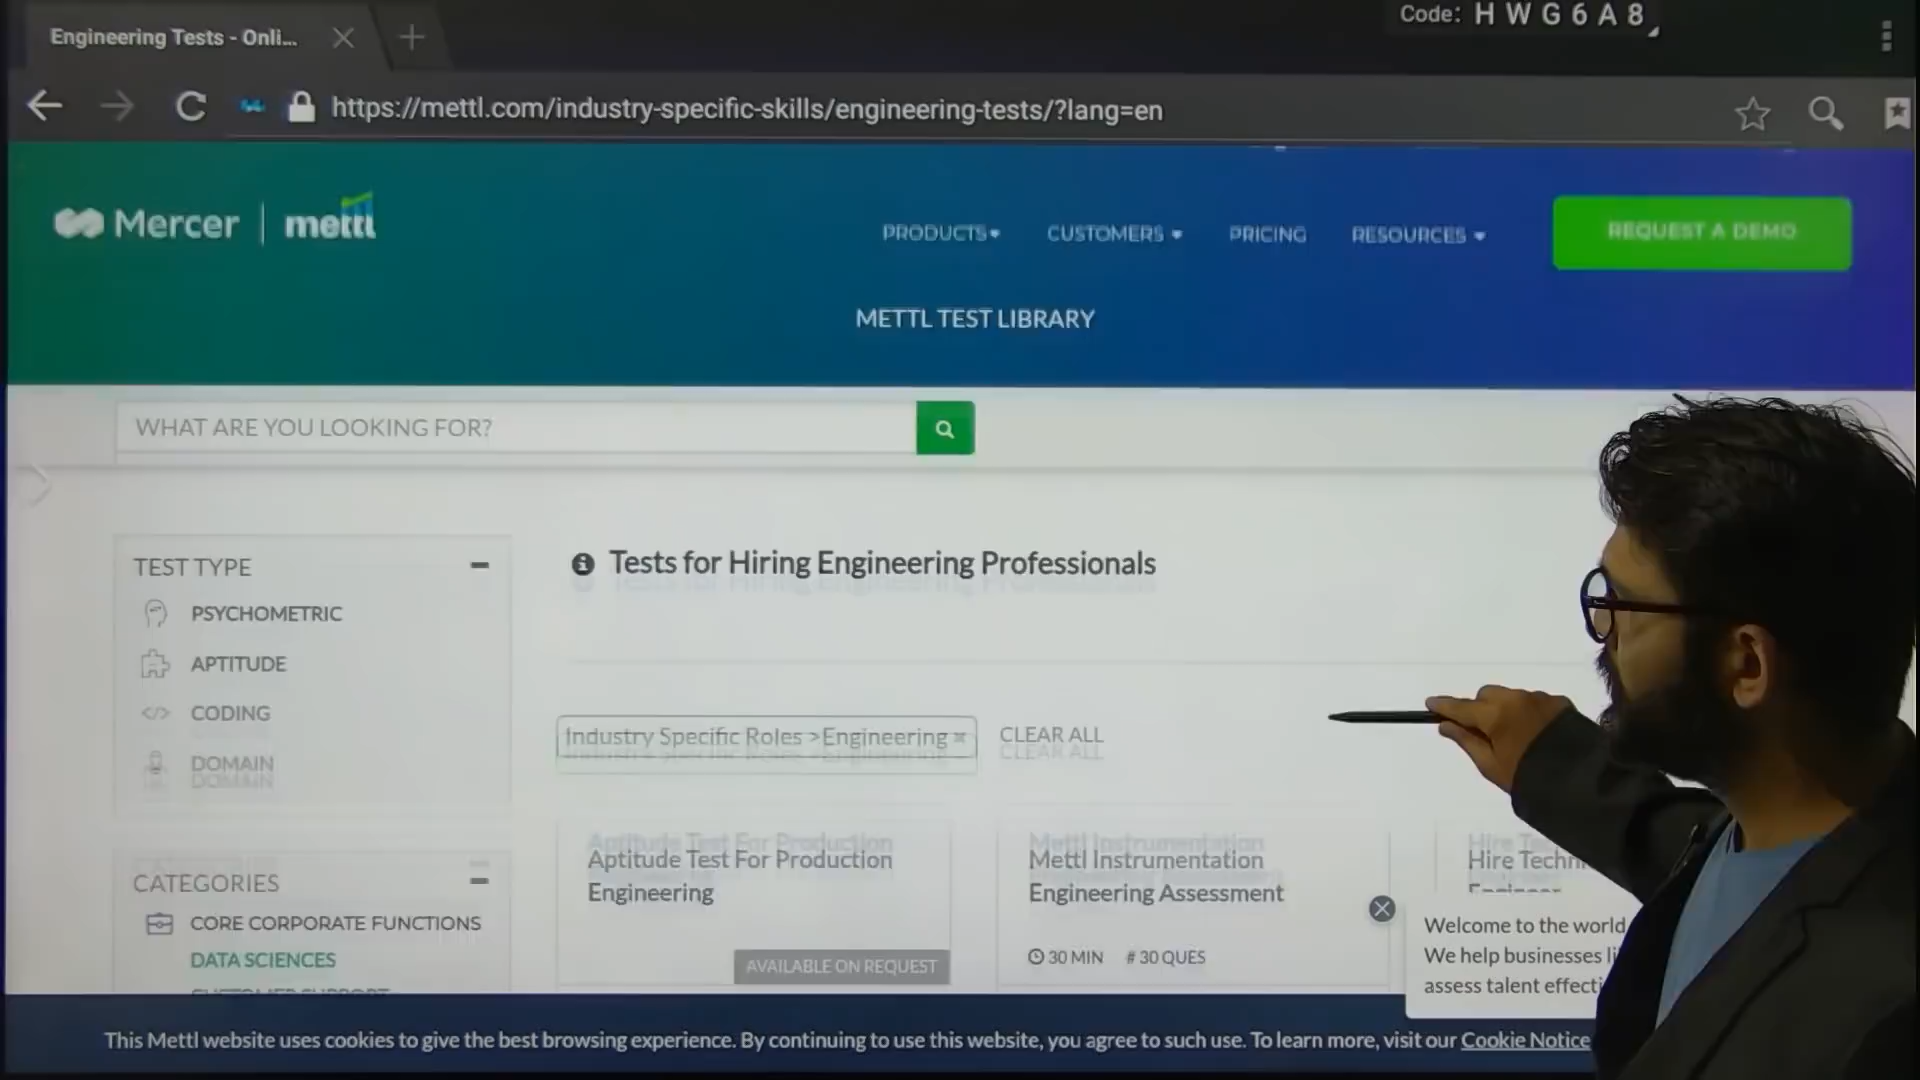 Engineering Tests - Onli...
Code: HWG6A8
https://mettl.com/industry-specific-skills/engineering-tests/?lang=en
Mercer | mettl
PRODUCTS
CUSTOMERS
PRICING
RESOURCES
REQUEST A DEMO
METTL TEST LIBRARY
WHAT ARE YOU LOOKING FOR?
TEST TYPE
PSYCHOMETRIC
APTITUDE
CODING
DOMAIN
CATEGORIES
CORE CORPORATE FUNCTIONS
DATA SCIENCES
CUSTOMER SUPPORT
Tests for Hiring Engineering Professionals
Industry Specific Roles >Engineering ×
CLEAR ALL
Aptitude Test For Production
Engineering
AVAILABLE ON REQUEST
Mettl Instrumentation
Engineering Assessment
30 MIN # 30 QUES
Hire Techn
Engineer
Welcome to the world
We help businesses li
assess talent effecti
This Mettl website uses cookies to give the best browsing experience. By continuing to use this website, you agree to such use. To learn more, visit our Cookie Notice